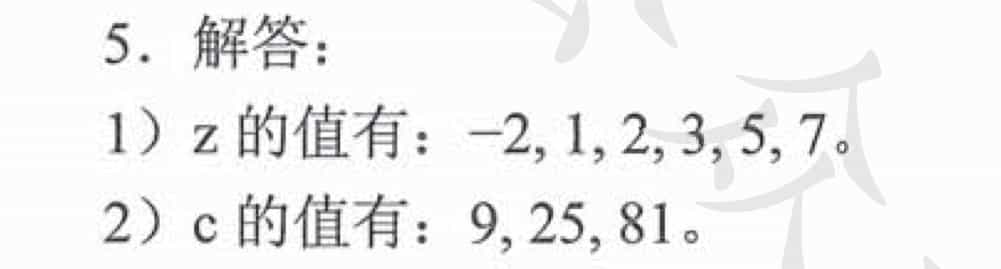 5. 解答：
1）z 的值有：−2, 1, 2, 3, 5, 7。
2）c 的值有：9, 25, 81。